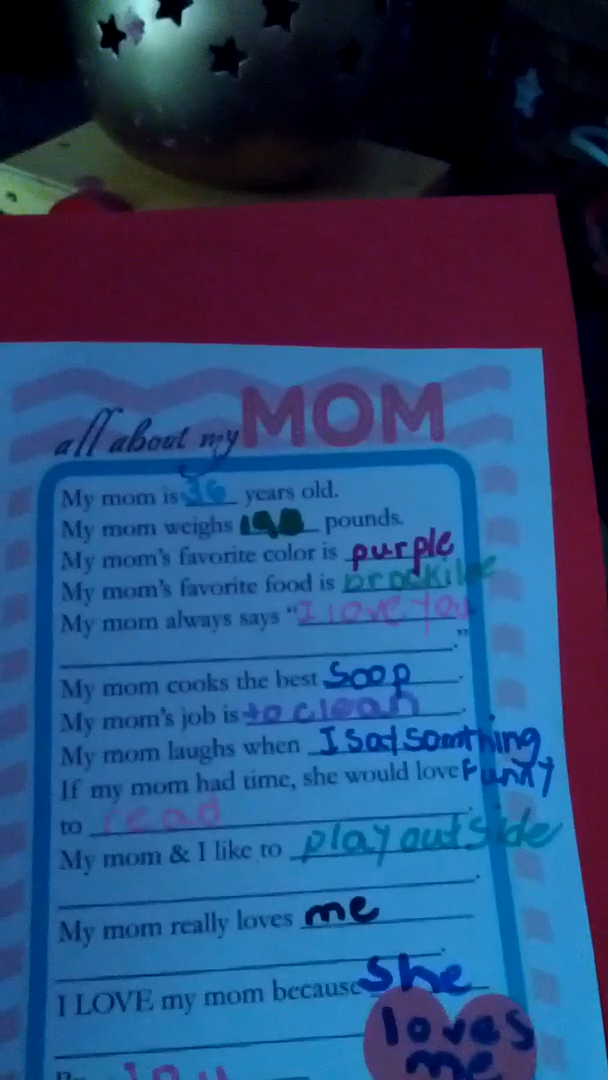 all about my MOM
My mom is 36 years old.
My mom weighs 198 pounds.
My mom's favorite color is purple
My mom's favorite food is brockilee
My mom always says "I love you
."
My mom cooks the best Soop.
My mom's job is to clean.
My mom laughs when I sad somthing
Funny
If my mom had time, she would love
to read.
My mom & I like to play outside
.
My mom really loves me
.
I LOVE my mom because She
loves
me